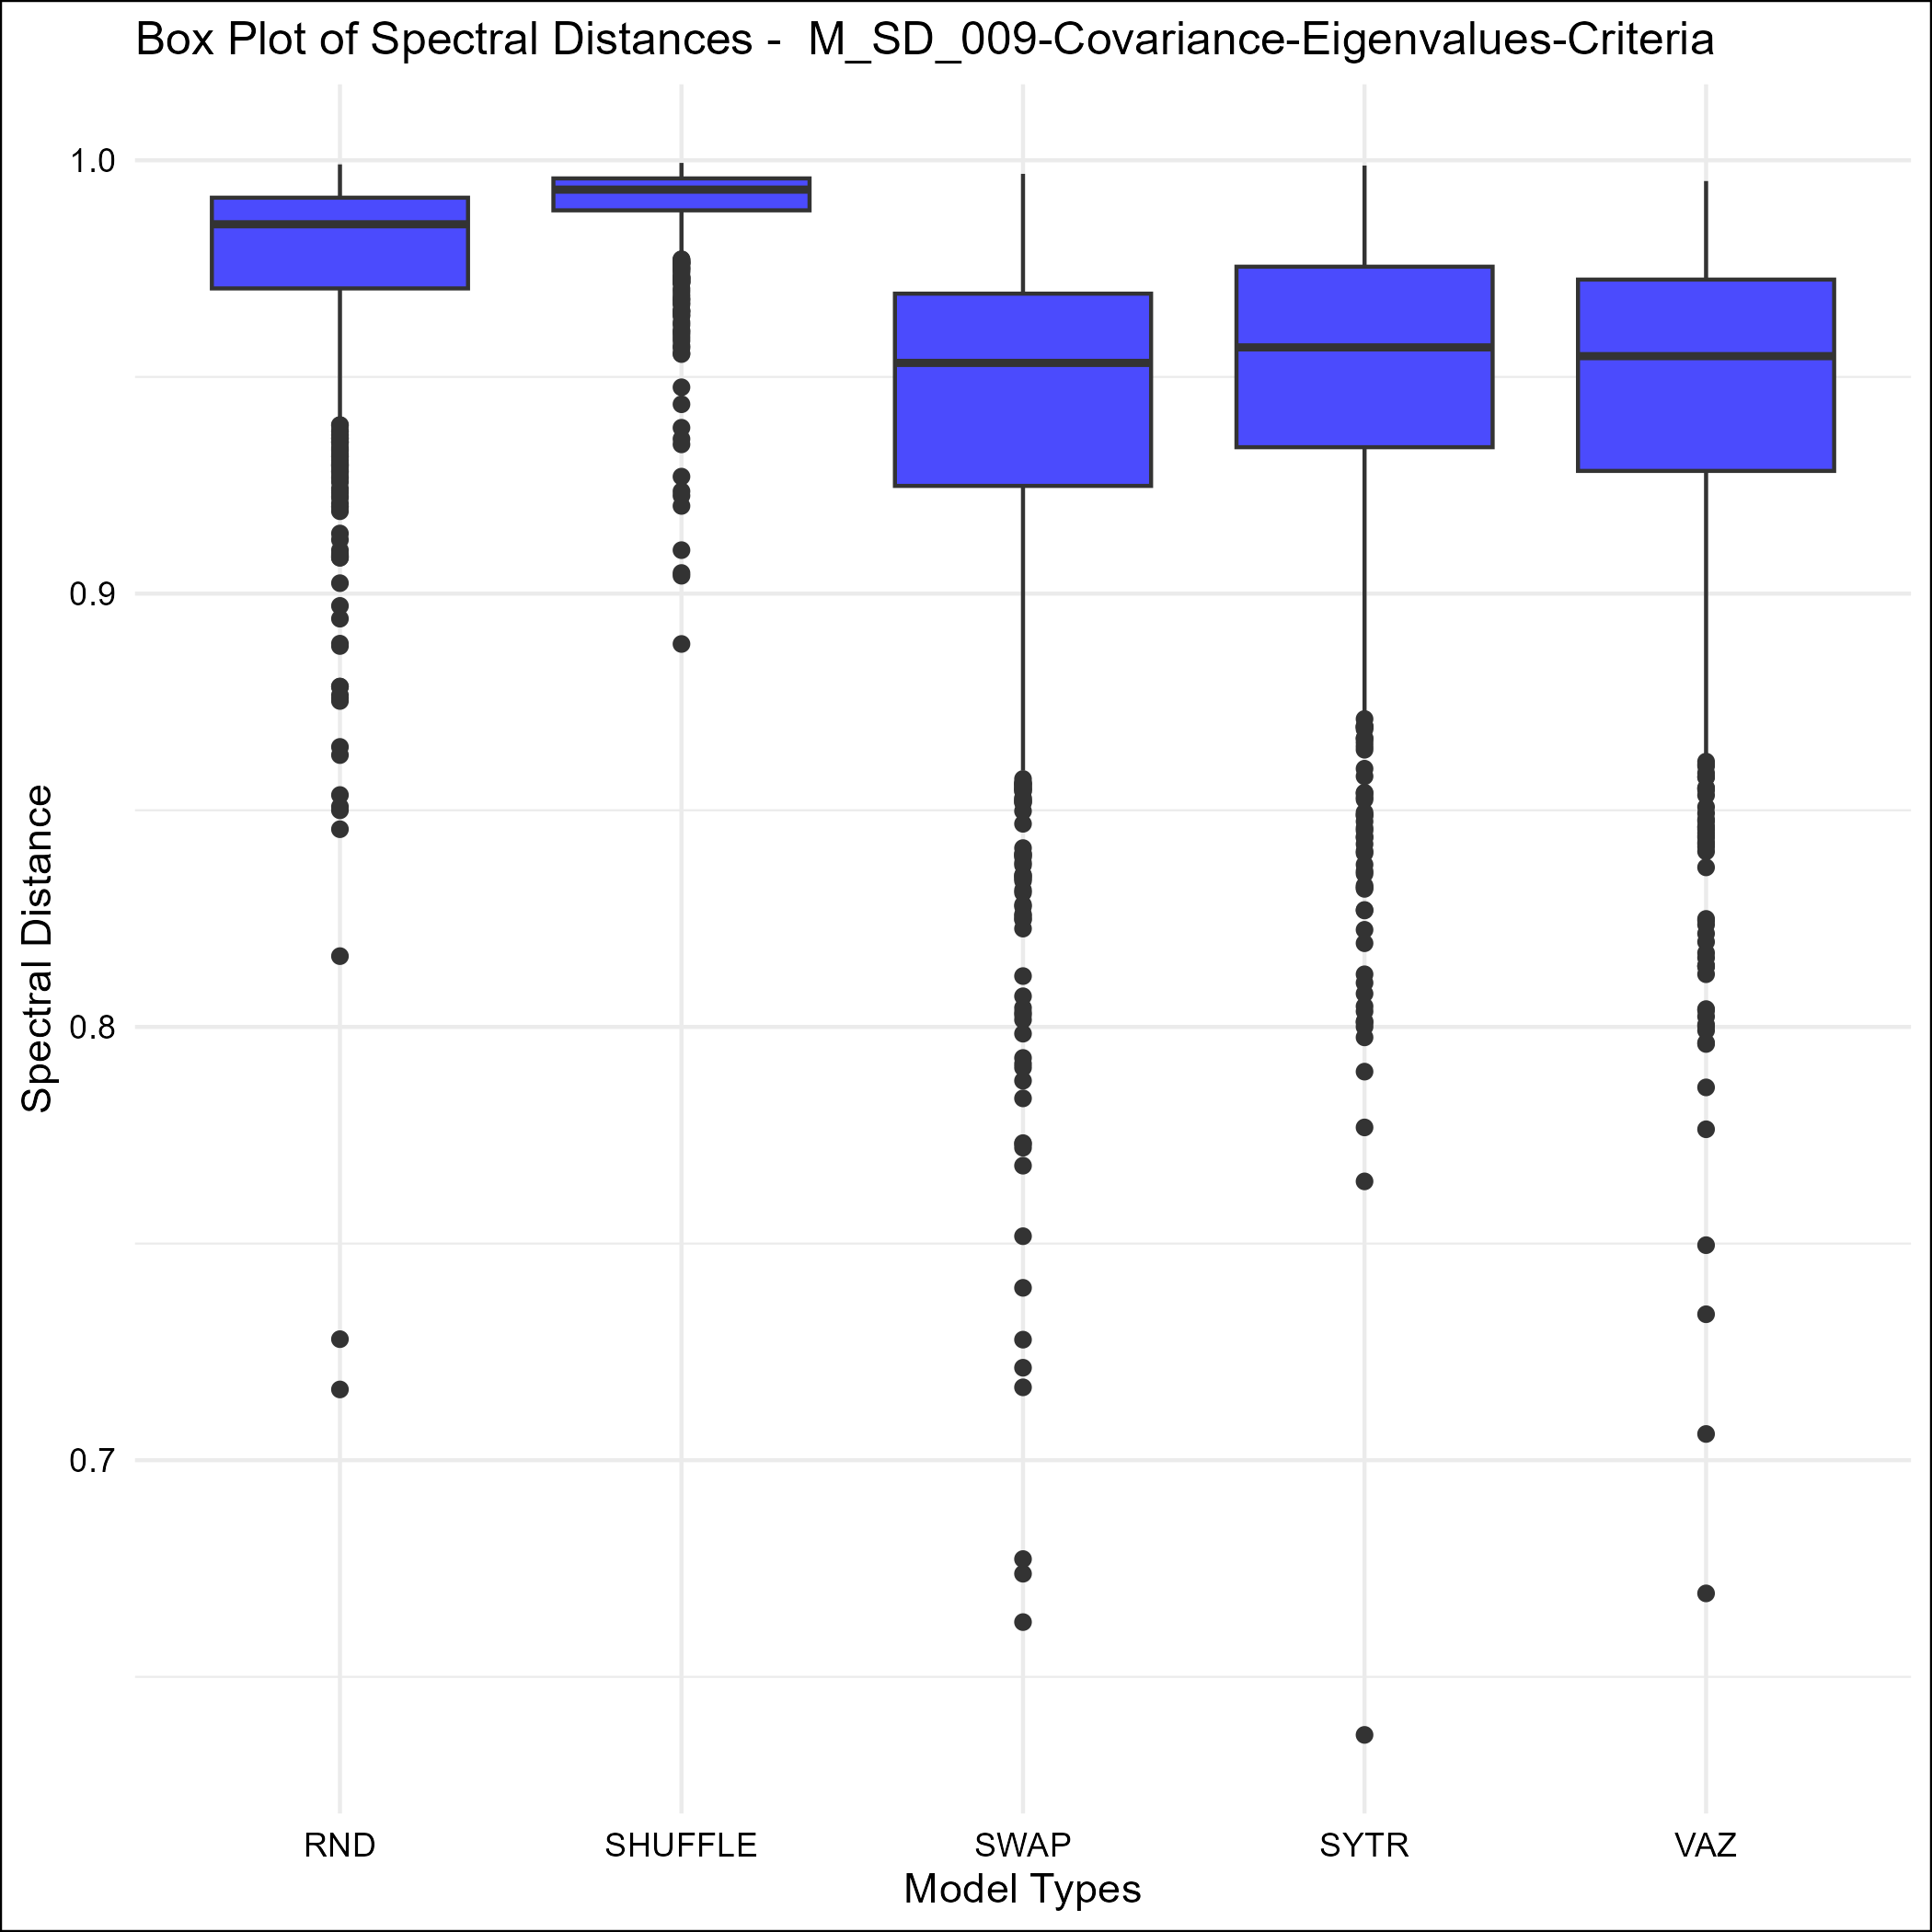 Box Plot of Spectral Distances -  M_SD_009-Covariance-Eigenvalues-Criteria
1.0
0.9
0.8
0.7
Spectral Distance
RND
SHUFFLE
SWAP
SYTR
VAZ
Model Types